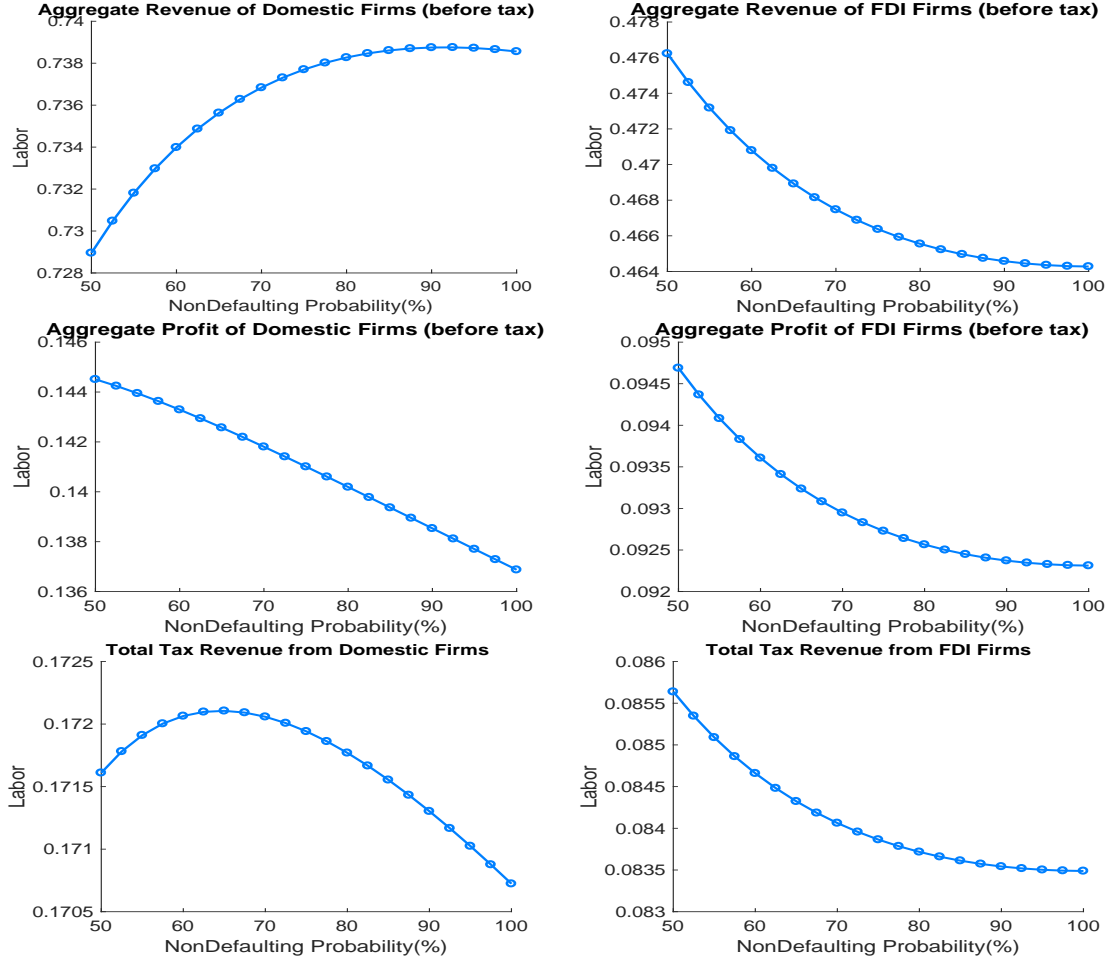 Aggregate Revenue of Domestic Firms (before tax)
0.74
0.738
0.736
0.734
0.732
0.73
0.728
Labor
50 60 70 80 90 100
NonDefaulting Probability(%)
Aggregate Revenue of FDI Firms (before tax)
0.478
0.476
0.474
0.472
0.47
0.468
0.466
0.464
Labor
50 60 70 80 90 100
NonDefaulting Probability(%)
Aggregate Profit of Domestic Firms (before tax)
0.146
0.144
0.142
0.14
0.138
0.136
Labor
50 60 70 80 90 100
NonDefaulting Probability(%)
Aggregate Profit of FDI Firms (before tax)
0.095
0.0945
0.094
0.0935
0.093
0.0925
0.092
Labor
50 60 70 80 90 100
NonDefaulting Probability(%)
Total Tax Revenue from Domestic Firms
0.1725
0.172
0.1715
0.171
0.1705
Labor
50 60 70 80 90 100
NonDefaulting Probability(%)
Total Tax Revenue from FDI Firms
0.086
0.0855
0.085
0.0845
0.084
0.0835
0.083
Labor
50 60 70 80 90 100
NonDefaulting Probability(%)